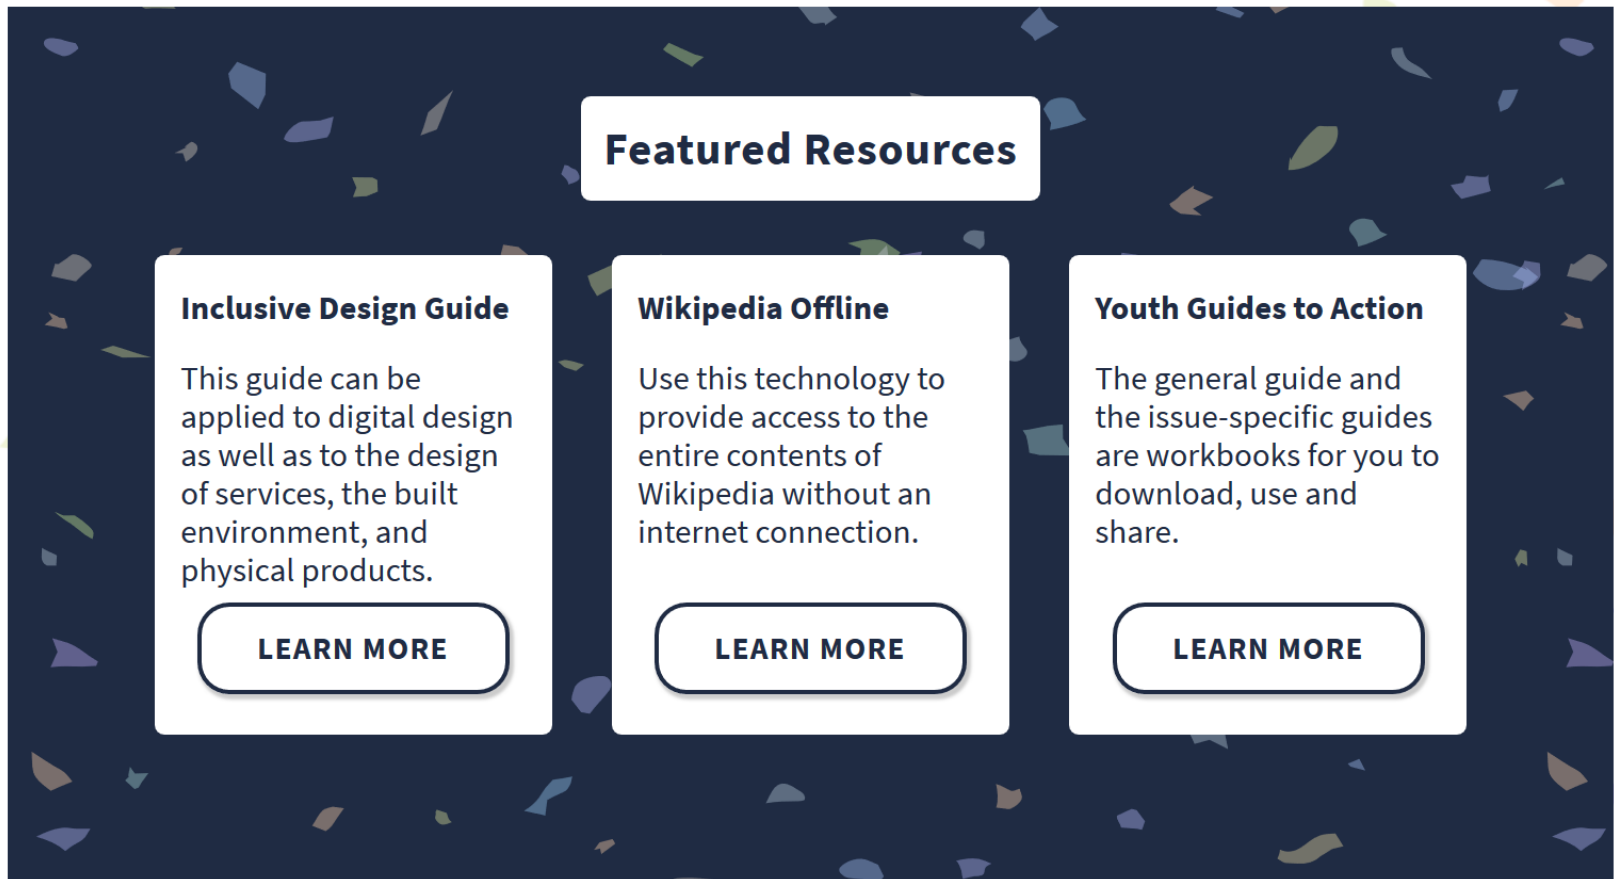 Featured Resources
Inclusive Design Guide
This guide can be
applied to digital design
as well as to the design
of services, the built
environment, and
physical products.
LEARN MORE
Wikipedia Offline
Use this technology to
provide access to the
entire contents of
Wikipedia without an
internet connection.
LEARN MORE
Youth Guides to Action
The general guide and
the issue-specific guides
are workbooks for you to
download, use and
share.
LEARN MORE